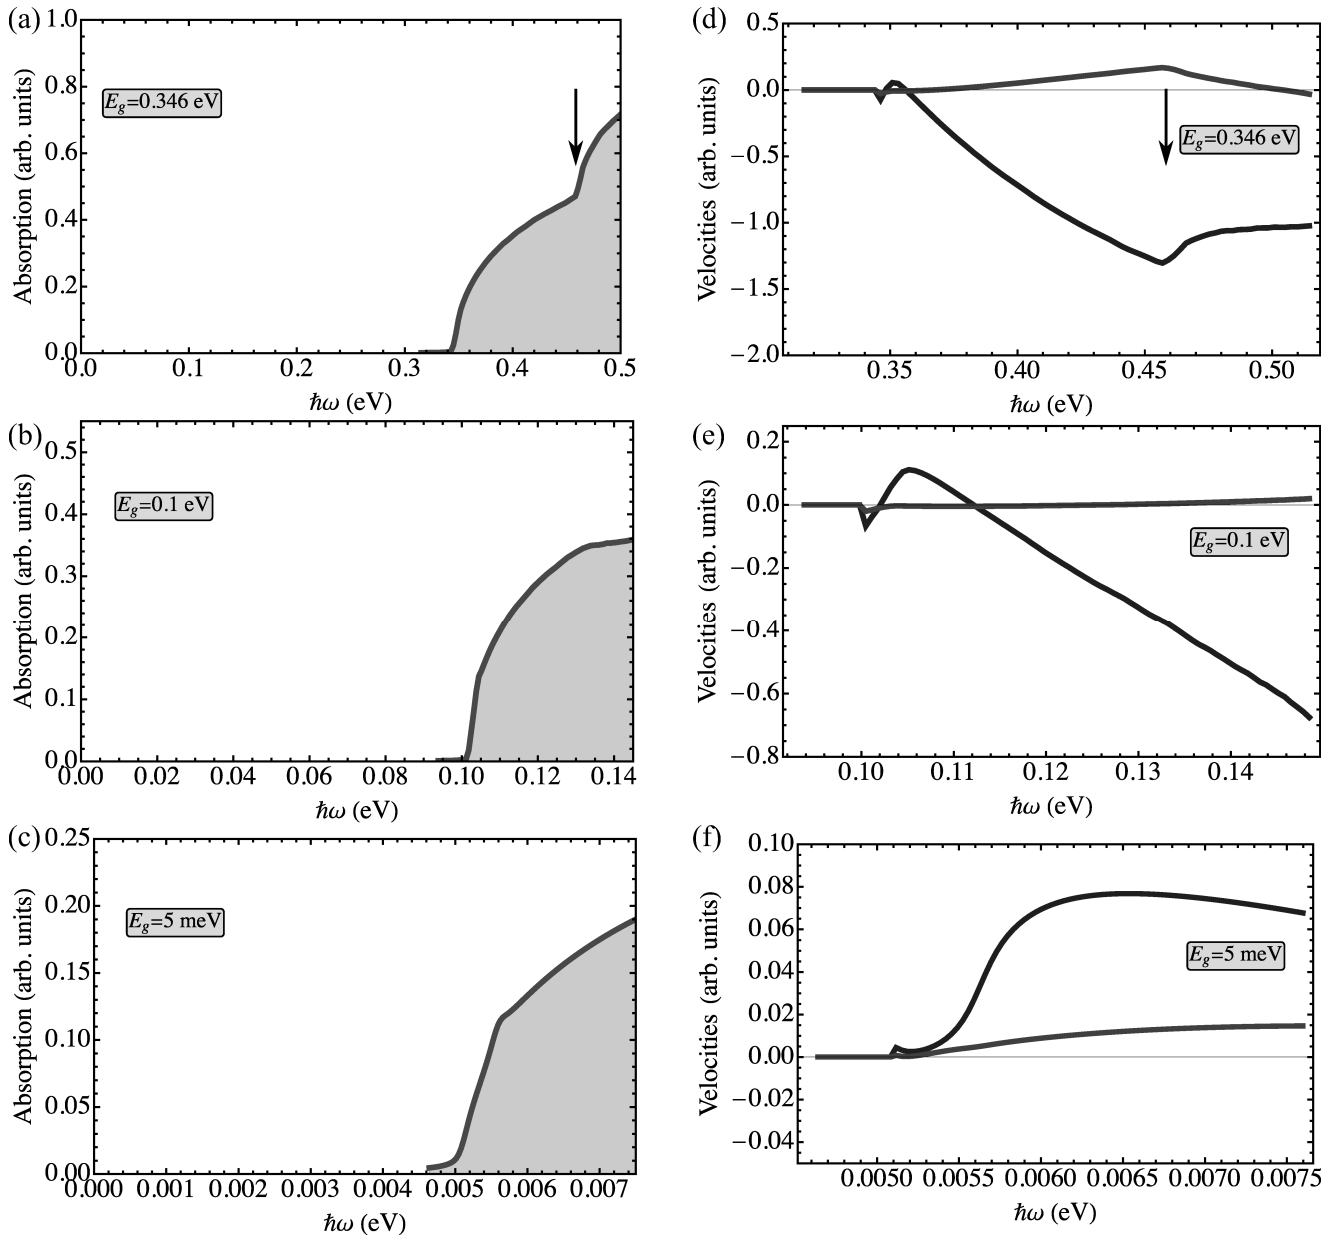 (a)
Absorption (arb. units)
1.0
0.8
0.6
0.4
0.2
0.0
E_g=0.346 eV
0.0 0.1 0.2 0.3 0.4 0.5
ħω (eV)
(d)
Velocities (arb. units)
0.5
0.0
−0.5
−1.0
−1.5
−2.0
E_g=0.346 eV
0.35 0.40 0.45 0.50
ħω (eV)
(b)
Absorption (arb. units)
0.5
0.4
0.3
0.2
0.1
0.0
E_g=0.1 eV
0.00 0.02 0.04 0.06 0.08 0.10 0.12 0.14
ħω (eV)
(e)
Velocities (arb. units)
0.2
0.0
−0.2
−0.4
−0.6
−0.8
E_g=0.1 eV
0.10 0.11 0.12 0.13 0.14
ħω (eV)
(c)
Absorption (arb. units)
0.25
0.20
0.15
0.10
0.05
0.00
E_g=5 meV
0.000 0.001 0.002 0.003 0.004 0.005 0.006 0.007
ħω (eV)
(f)
Velocities (arb. units)
0.10
0.08
0.06
0.04
0.02
0.00
−0.02
−0.04
E_g=5 meV
0.0050 0.0055 0.0060 0.0065 0.0070 0.0075
ħω (eV)